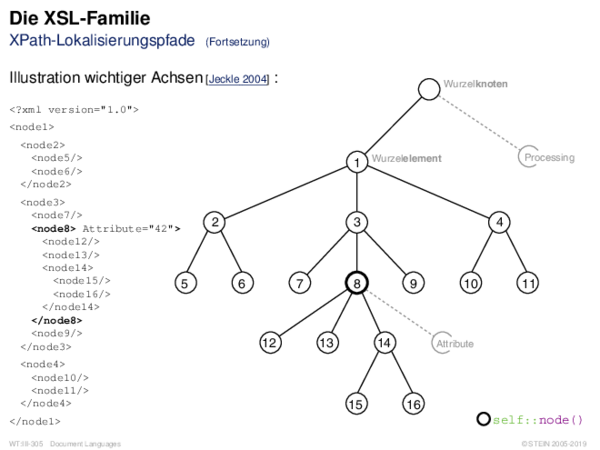 Die XSL-Familie
XPath-Lokalisierungspfade (Fortsetzung)
Illustration wichtiger Achsen [Jeckle 2004] :
<?xml version="1.0">
<node1>
<node2>
<node5/>
<node6/>
</node2>
<node3>
<node7/>
<node8> Attribute="42">
<node12/>
<node13/>
<node14>
<node15/>
<node16/>
</node14>
</node8>
<node9/>
</node3>
<node4>
<node10/>
<node11/>
</node4>
</node1>
Wurzelknoten
Processing
1 Wurzelelement
2 3 4
5 6 7 8 9 10 11
12 13 14 Attribute
15 16
self::node()
WT:III-305 Document Languages
© STEIN 2005-2019